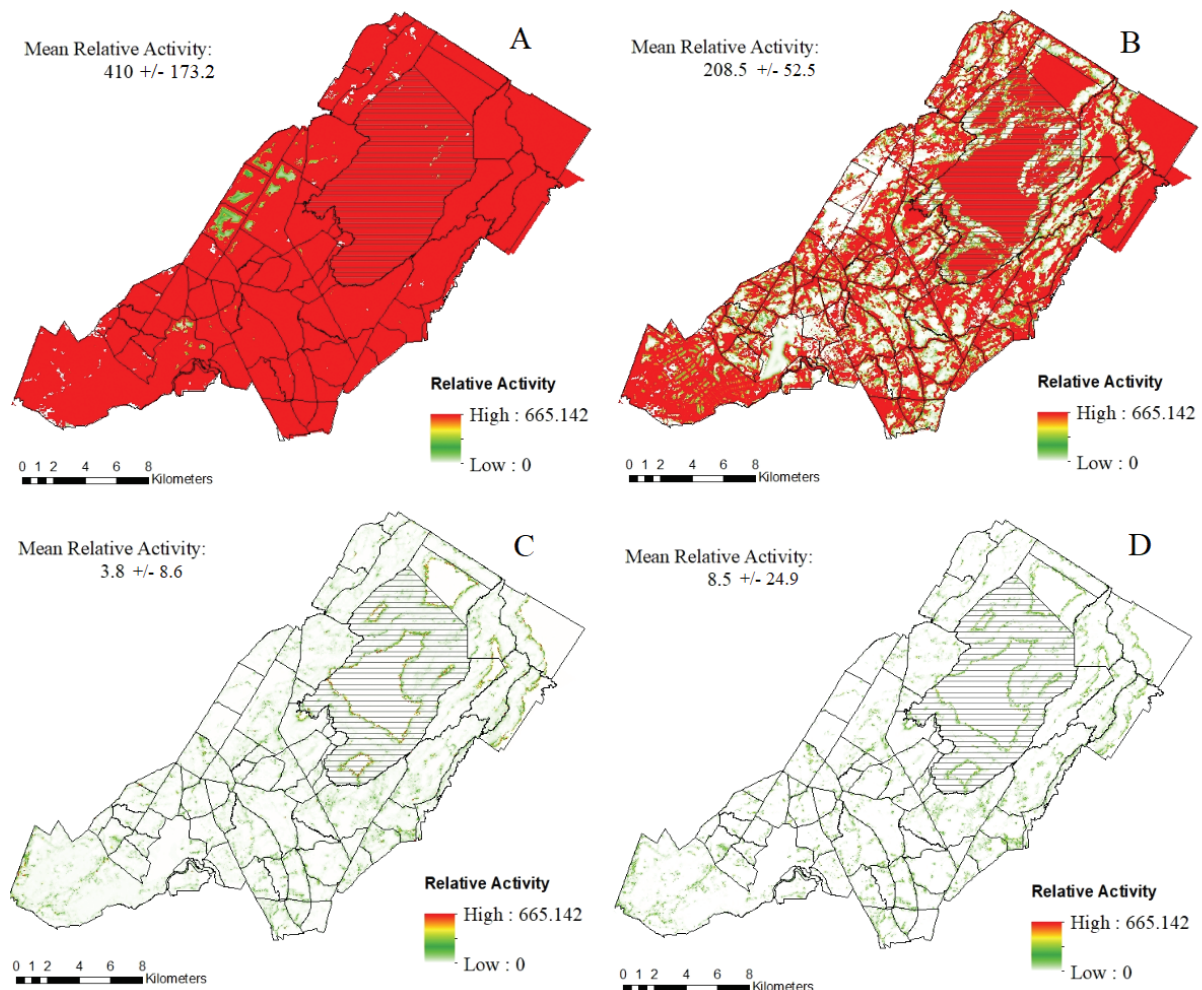 A
Mean Relative Activity:
410 +/- 173.2
Relative Activity
High : 665.142
Low : 0
0 1 2 4 6 8
Kilometers
B
Mean Relative Activity:
208.5 +/- 52.5
Relative Activity
High : 665.142
Low : 0
0 1 2 4 6 8
Kilometers
C
Mean Relative Activity:
3.8 +/- 8.6
Relative Activity
High : 665.142
Low : 0
0 1 2 4 6 8
Kilometers
D
Mean Relative Activity:
8.5 +/- 24.9
Relative Activity
High : 665.142
Low : 0
0 1 2 4 6 8
Kilometers